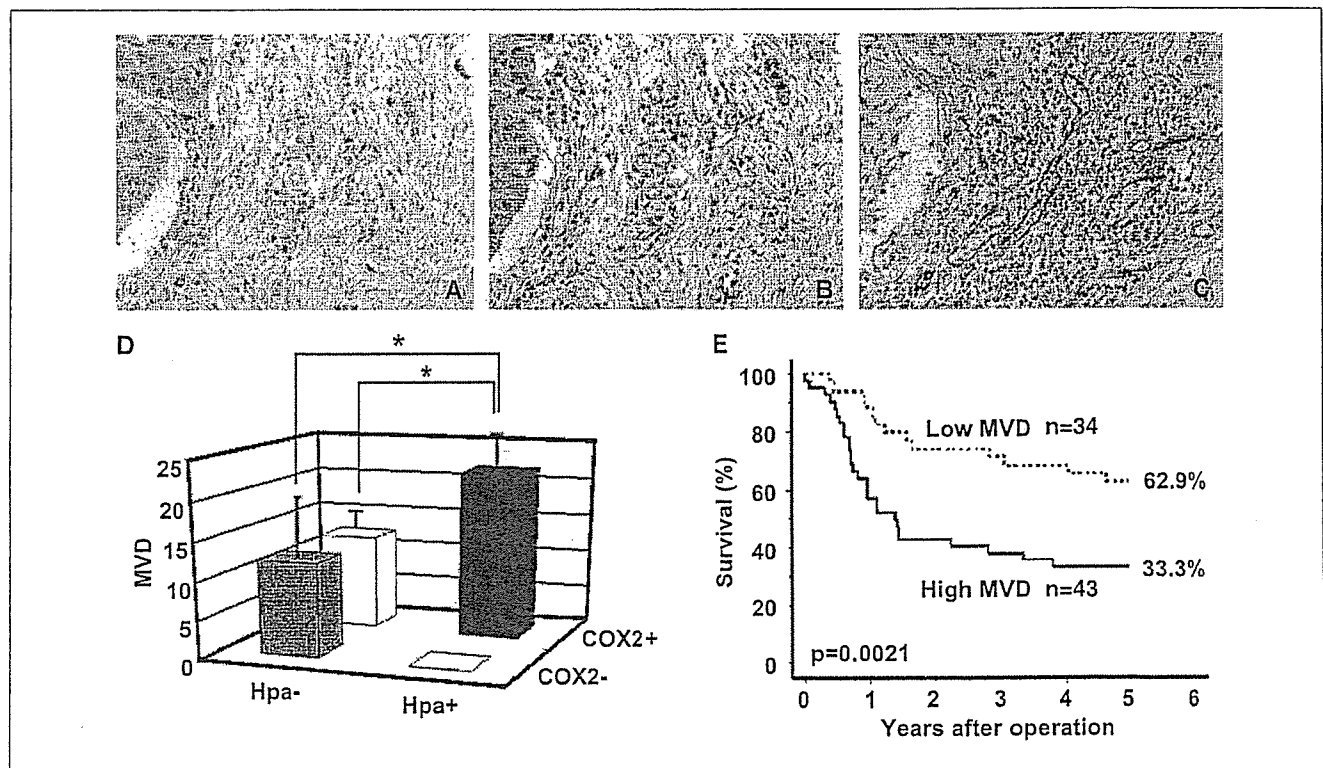 A
B
C
D
*
*
25
20
15
10
5
0
MVD
Hpa-
Hpa+
COX2-
COX2+
E
100
80
60
40
20
0
Survival (%)
Low MVD n=34
62.9%
33.3%
High MVD n=43
p=0.0021
0 1 2 3 4 5 6
Years after operation